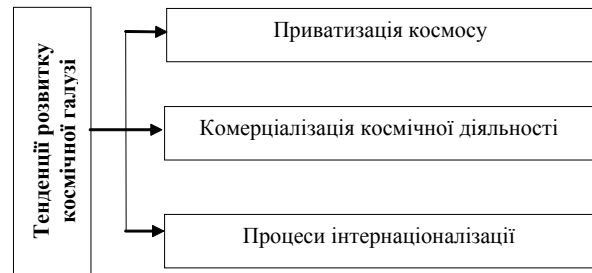 Тенденції розвитку
космічної галузі
Приватизація космосу
Комерціалізація космічної діяльності
Процеси інтернаціоналізації